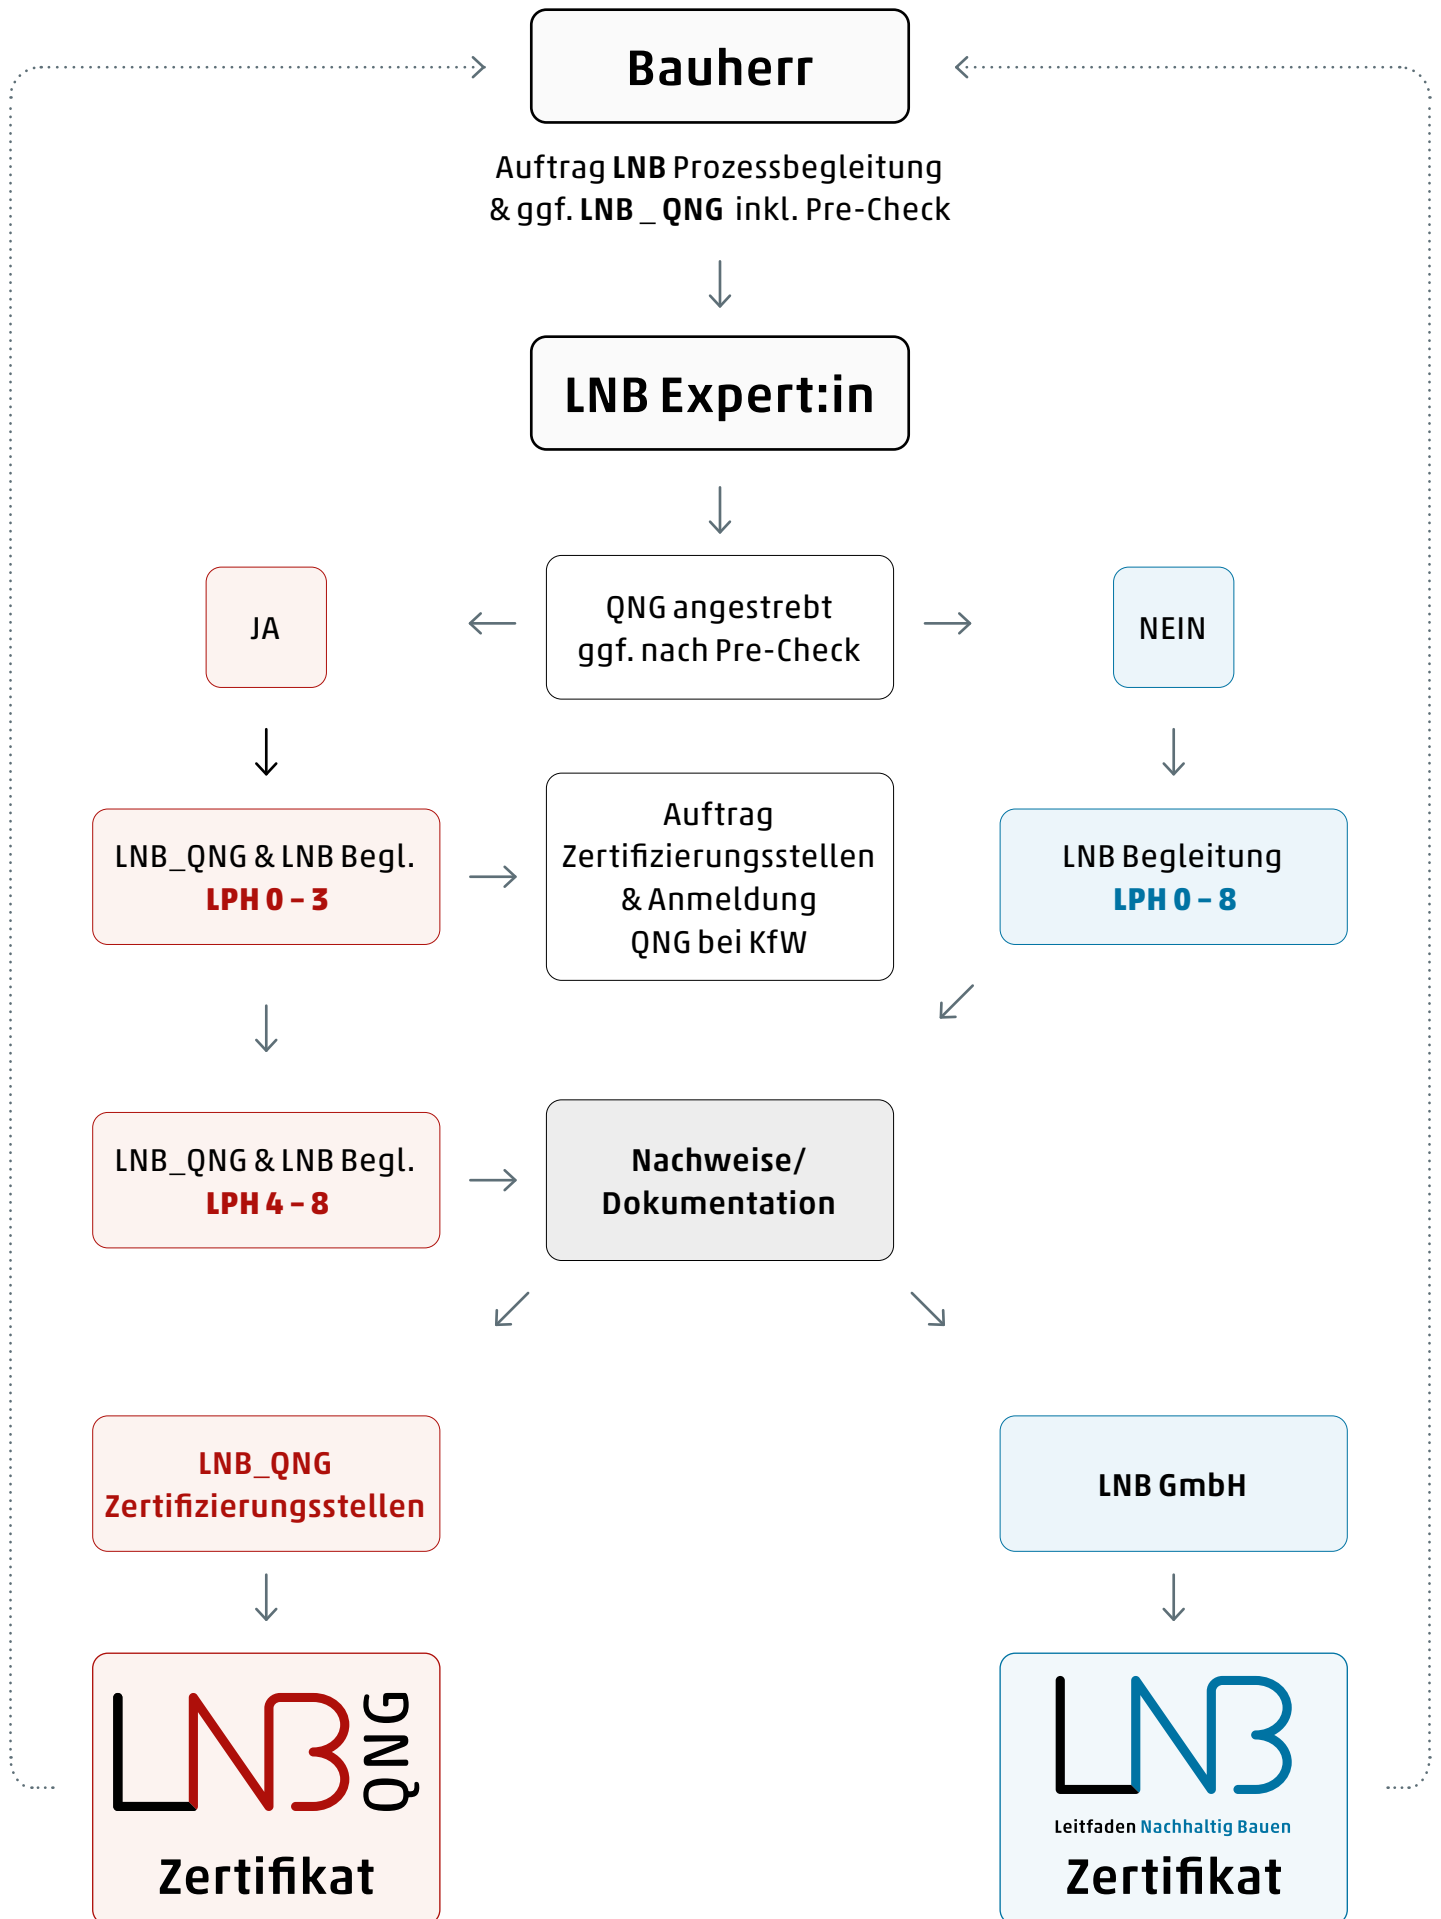 Bauherr
Auftrag LNB Prozessbegleitung
& ggf. LNB _ QNG inkl. Pre-Check
LNB Expert:in
JA
QNG angestrebt
ggf. nach Pre-Check
NEIN
LNB_QNG & LNB Begl.
LPH 0 – 3
Auftrag
Zertifizierungsstellen
& Anmeldung
QNG bei KfW
LNB Begleitung
LPH 0 – 8
LNB_QNG & LNB Begl.
LPH 4 – 8
Nachweise/
Dokumentation
LNB_QNG
Zertifizierungsstellen
LNB GmbH
LNB QNG
Zertifikat
LNB
Leitfaden Nachhaltig Bauen
Zertifikat